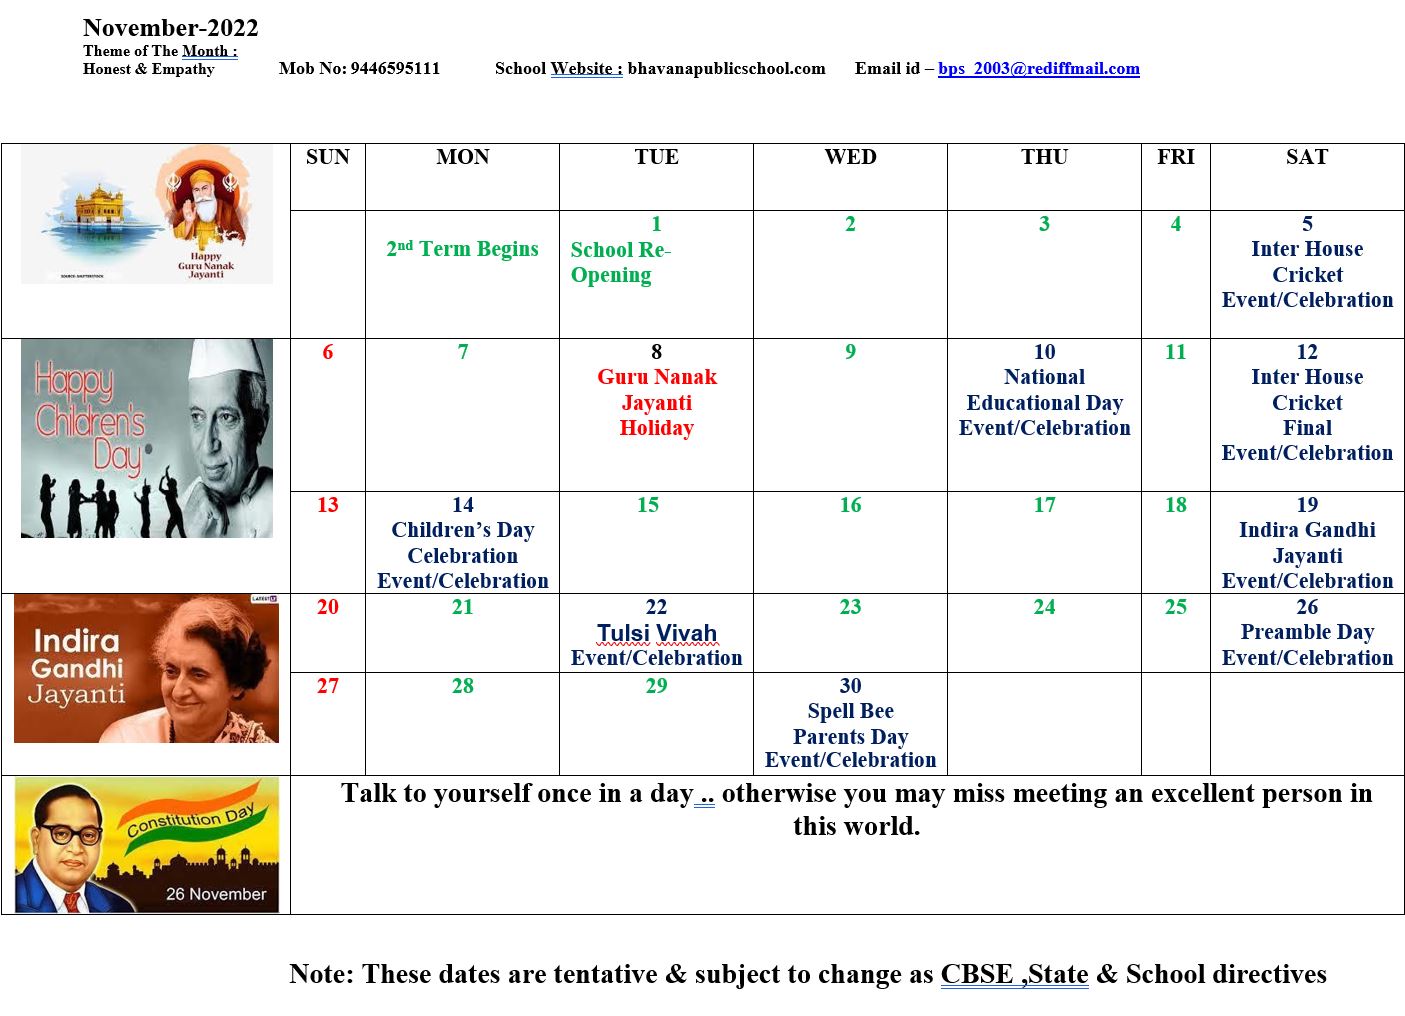 November-2022
Theme of The Month :
Honest & Empathy Mob No: 9446595111 School Website : bhavanapublicschool.com Email id – bps_2003@rediffmail.com
SUN MON TUE WED THU FRI SAT
Happy
Guru Nanak
Jayanti
SOURCE: SHUTTERSTOCK
2nd Term Begins
1
School Re-
Opening
2
3
4
5
Inter House
Cricket
Event/Celebration
Happy
Children's
Day
6
7
8
Guru Nanak
Jayanti
Holiday
9
10
National
Educational Day
Event/Celebration
11
12
Inter House
Cricket
Final
Event/Celebration
13
14
Children’s Day
Celebration
Event/Celebration
15
16
17
18
19
Indira Gandhi
Jayanti
Event/Celebration
LATESTLY
Indira
Gandhi
Jayanti
20
21
22
Tulsi Vivah
Event/Celebration
23
24
25
26
Preamble Day
Event/Celebration
27
28
29
30
Spell Bee
Parents Day
Event/Celebration
Constitution Day
26 November
Talk to yourself once in a day .. otherwise you may miss meeting an excellent person in
this world.
Note: These dates are tentative & subject to change as CBSE ,State & School directives